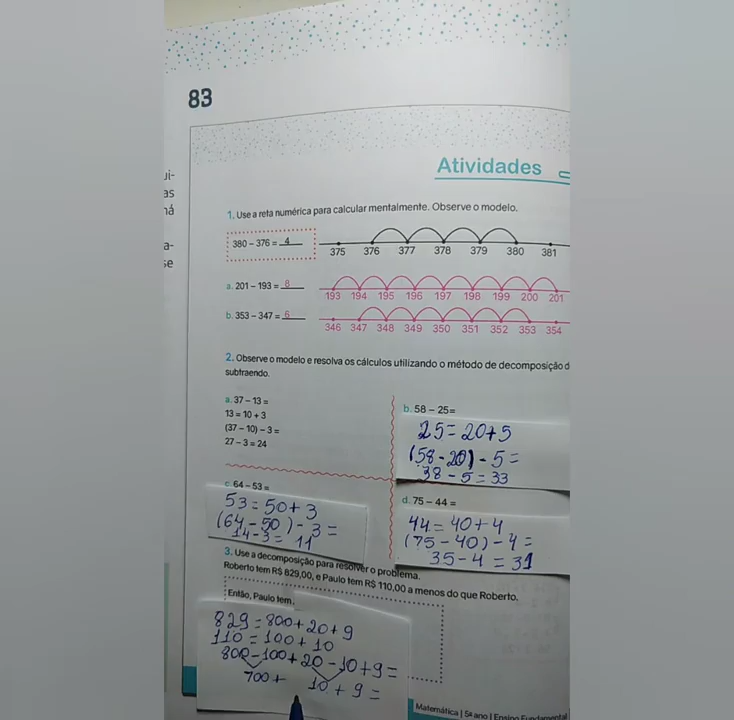 83
ui-
as
ná
a-
se
Atividades
1. Use a reta numérica para calcular mentalmente. Observe o modelo.
380 – 376 = 4
375 376 377 378 379 380 381
a. 201 – 193 = 8
193 194 195 196 197 198 199 200 201
b. 353 – 347 = 6
346 347 348 349 350 351 352 353 354
2. Observe o modelo e resolva os cálculos utilizando o método de decomposição d
subtraendo.
a. 37 – 13 =
13 = 10 + 3
(37 – 10) – 3 =
27 – 3 = 24
b. 58 – 25=
25 = 20+5
(58 - 20) - 5 =
38 - 5 = 33
c. 64 – 53 =
53 = 50 + 3
(64 - 50) - 3 =
14 - 3 = 11
d. 75 – 44 =
44 = 40 + 4
(75 - 40) - 4 =
35 - 4 = 31
3. Use a decomposição para resolver o problema.
Roberto tem R$ 829,00, e Paulo tem R$ 110,00 a menos do que Roberto.
Então, Paulo tem
829 = 800 + 20 + 9
110 = 100 + 10
800 - 100 + 20 - 10 + 9 =
700 + 10 + 9 =
Matemática | 5º ano | Ensino Fundamental